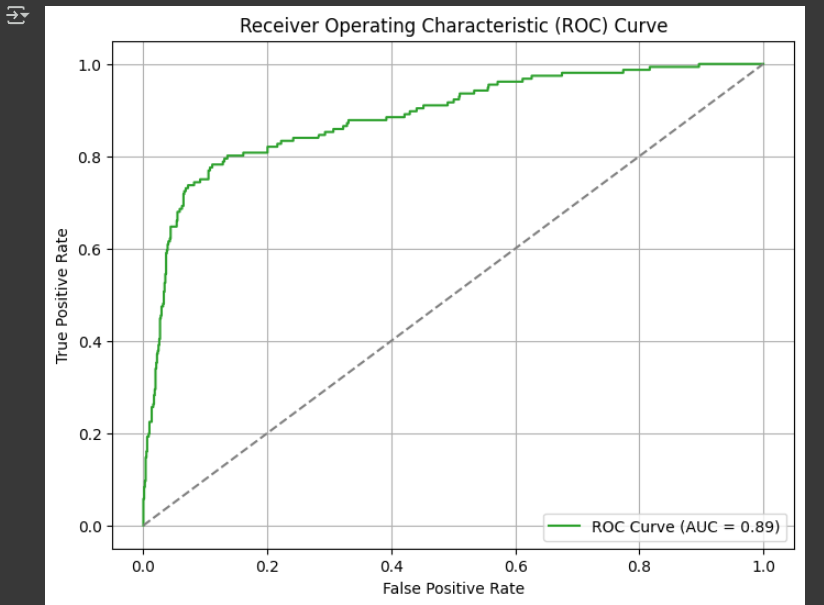 Receiver Operating Characteristic (ROC) Curve
1.0
0.8
0.6
0.4
0.2
0.0
True Positive Rate
ROC Curve (AUC = 0.89)
0.0 0.2 0.4 0.6 0.8 1.0
False Positive Rate